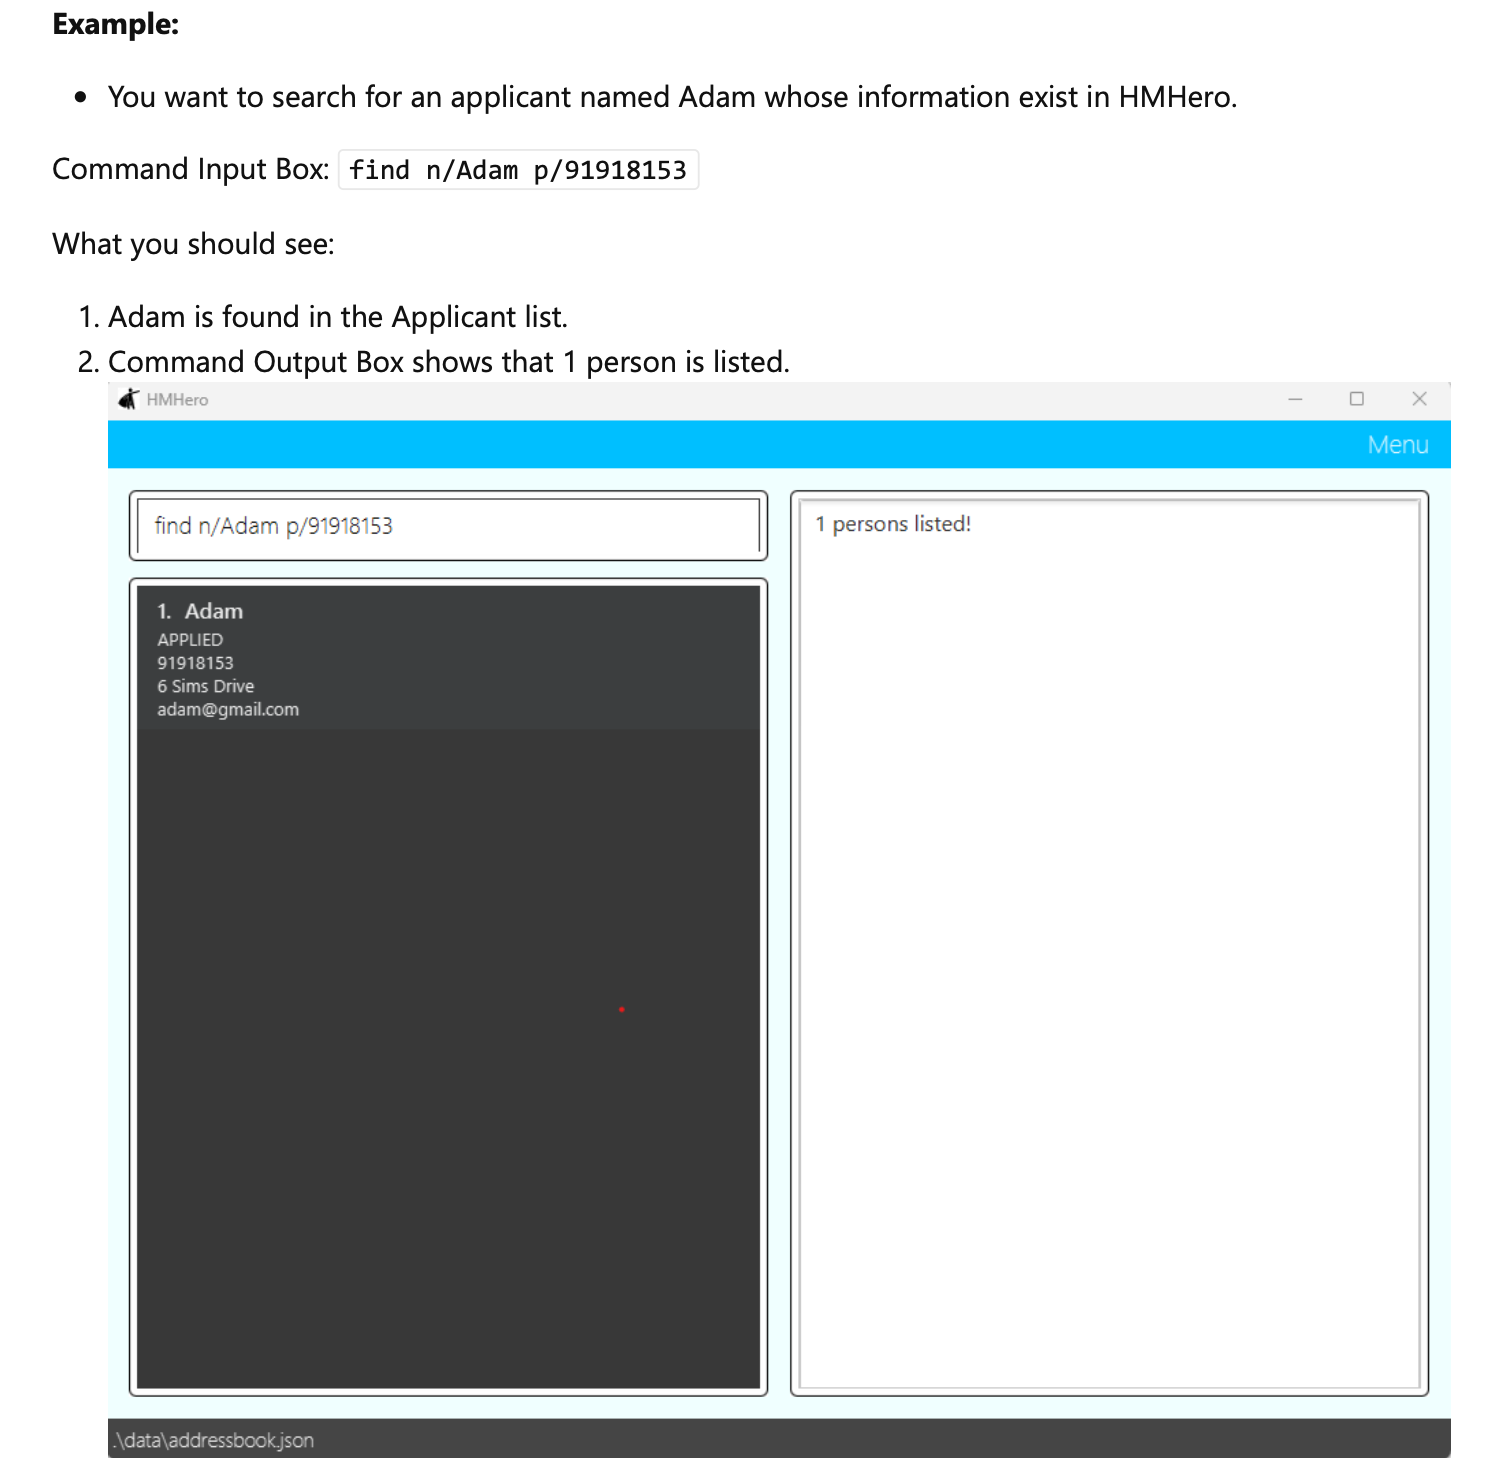 Example:
• You want to search for an applicant named Adam whose information exist in HMHero.
Command Input Box: find n/Adam p/91918153
What you should see:
1. Adam is found in the Applicant list.
2. Command Output Box shows that 1 person is listed.
HMHero
Menu
find n/Adam p/91918153
1 persons listed!
1. Adam
APPLIED
91918153
6 Sims Drive
adam@gmail.com
.\data\addressbook.json